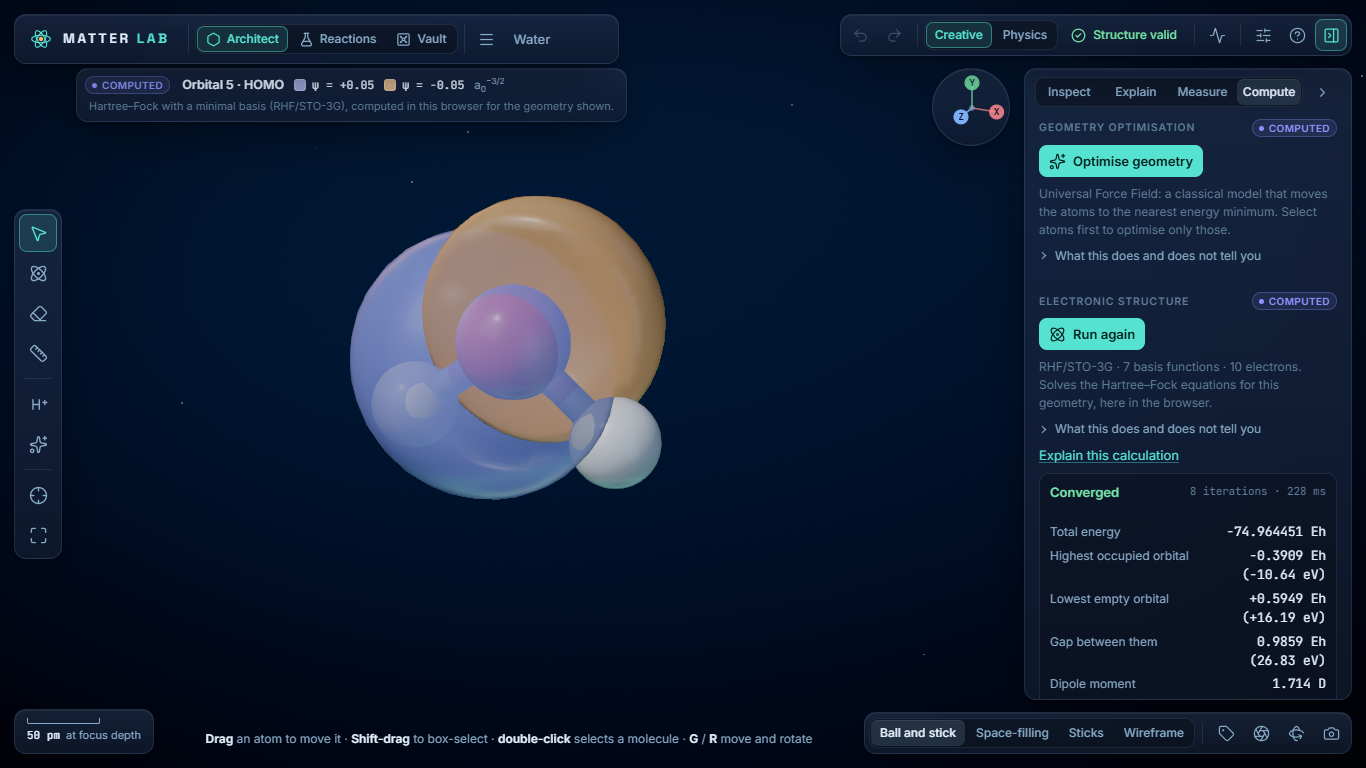 MATTER LAB
Architect
Reactions
Vault
Water
Creative
Physics
Structure valid
COMPUTED Orbital 5 · HOMO ψ = +0.05 ψ = -0.05 a₀⁻³ᐟ²
Hartree–Fock with a minimal basis (RHF/STO-3G), computed in this browser for the geometry shown.
Y
X
Z
Inspect
Explain
Measure
Compute
GEOMETRY OPTIMISATION
COMPUTED
Optimise geometry
Universal Force Field: a classical model that moves
the atoms to the nearest energy minimum. Select
atoms first to optimise only those.
What this does and does not tell you
ELECTRONIC STRUCTURE
COMPUTED
Run again
RHF/STO-3G · 7 basis functions · 10 electrons.
Solves the Hartree–Fock equations for this
geometry, here in the browser.
What this does and does not tell you
Explain this calculation
Converged
8 iterations · 228 ms
Total energy -74.964451 Eh
Highest occupied orbital -0.3909 Eh
(-10.64 eV)
Lowest empty orbital +0.5949 Eh
(+16.19 eV)
Gap between them 0.9859 Eh
(26.83 eV)
Dipole moment 1.714 D
H+
50 pm at focus depth
Drag an atom to move it · Shift-drag to box-select · double-click selects a molecule · G / R move and rotate
Ball and stick
Space-filling
Sticks
Wireframe